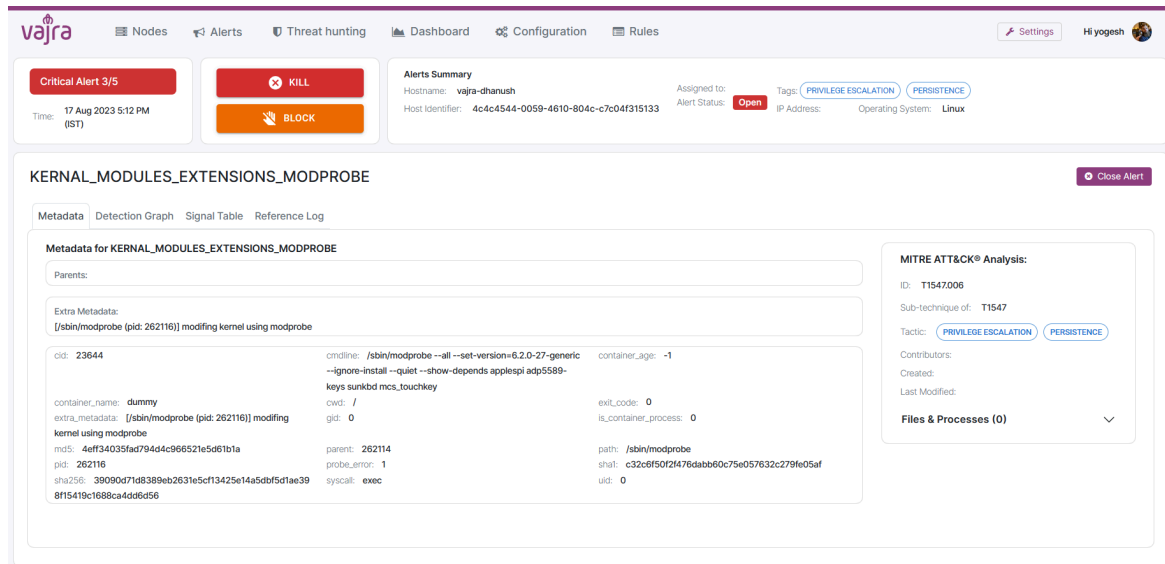 vajra
Nodes
Alerts
Threat hunting
Dashboard
Configuration
Rules
Settings
Hi yogesh
Critical Alert 3/5
Time: 17 Aug 2023 5:12 PM
(IST)
KILL
BLOCK
Alerts Summary
Hostname: vajra-dhanush
Host Identifier: 4c4c4544-0059-4610-804c-c7c04f315133
Assigned to:
Alert Status: Open
Tags: PRIVILEGE ESCALATION PERSISTENCE
IP Address: Operating System: Linux
KERNAL_MODULES_EXTENSIONS_MODPROBE
Close Alert
Metadata Detection Graph Signal Table Reference Log
Metadata for KERNAL_MODULES_EXTENSIONS_MODPROBE
Parents:
Extra Metadata:
[/sbin/modprobe (pid: 262116)] modifing kernel using modprobe
cid: 23644
cmdline: /sbin/modprobe --all --set-version=6.2.0-27-generic
--ignore-install --quiet --show-depends applespi adp5589-
keys sunkbd mcs_touchkey
container_age: -1
container_name: dummy
cwd: /
exit_code: 0
extra_metadata: [/sbin/modprobe (pid: 262116)] modifing
kernel using modprobe
gid: 0
is_container_process: 0
md5: 4eff34035fad794d4c966521e5d61b1a
parent: 262114
path: /sbin/modprobe
pid: 262116
probe_error: 1
sha1: c32c6f50f2f476dabb60c75e057632c279fe05af
sha256: 39090d71d8389eb2631e5cf13425e14a5dbf5d1ae39
8f15419c1688ca4dd6d56
syscall: exec
uid: 0
MITRE ATT&CK® Analysis:
ID: T1547.006
Sub-technique of: T1547
Tactic: PRIVILEGE ESCALATION PERSISTENCE
Contributors:
Created:
Last Modified:
Files & Processes (0)